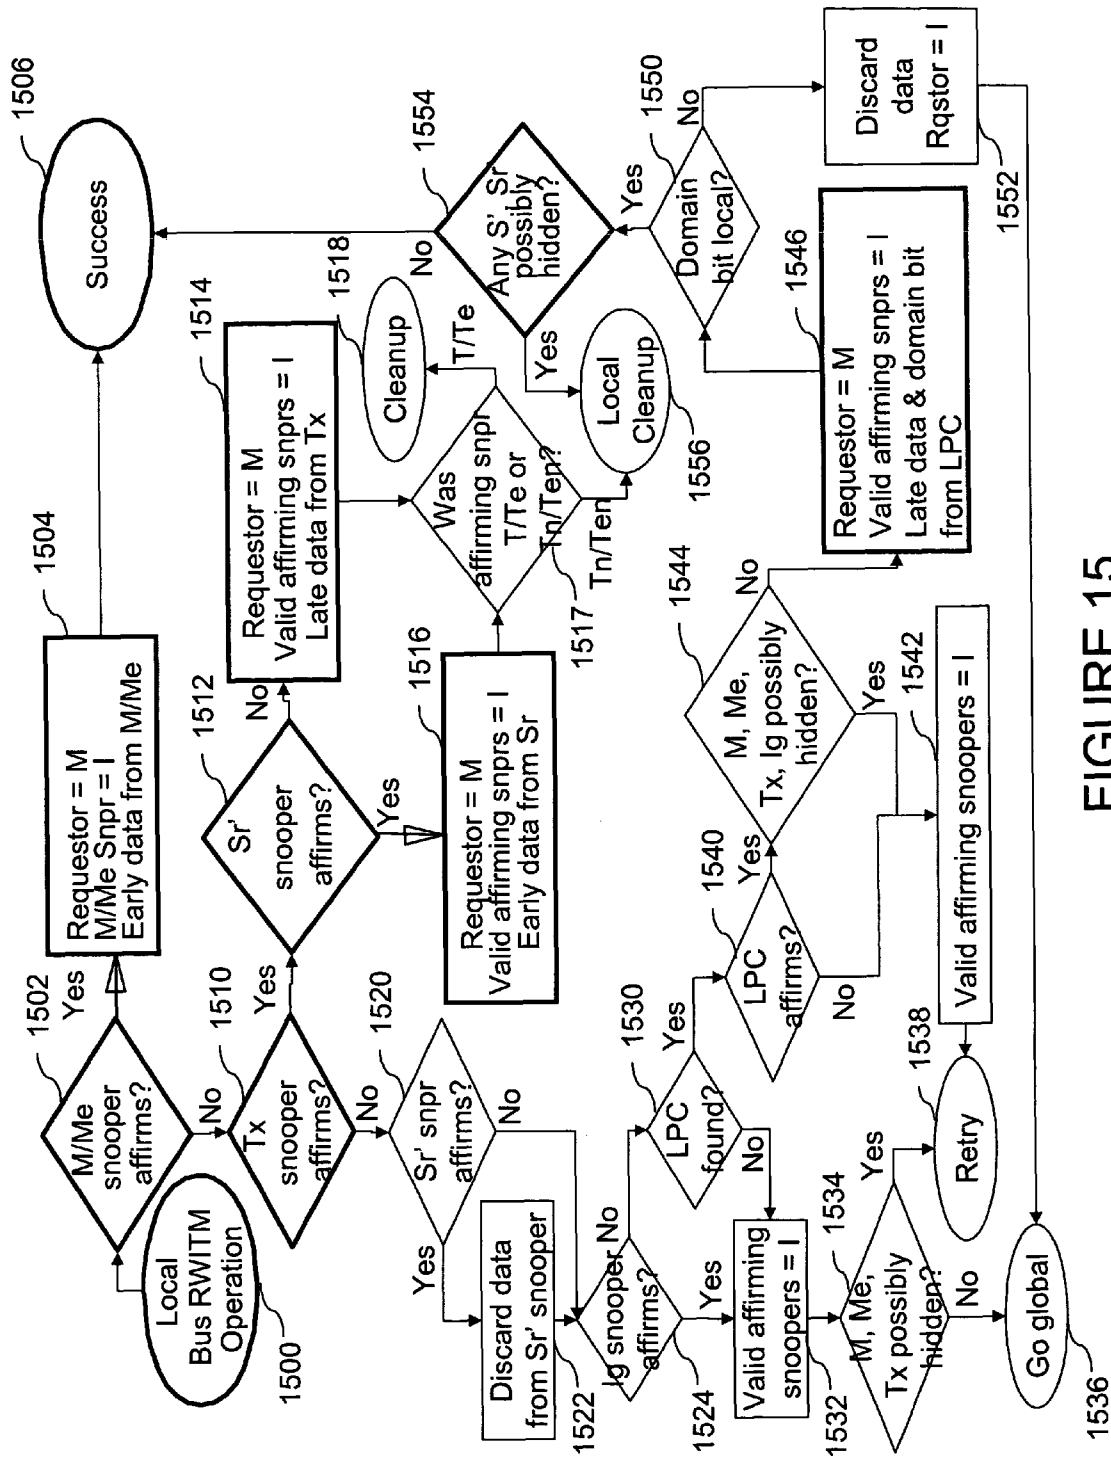 1500
Local
Bus RWITM
Operation
1502
M/Me
snooper
affirms?
Yes
No
1504
Requestor = M
M/Me Snpr = I
Early data from M/Me
1506
Success
1510
Tx
snooper
affirms?
Yes
No
1512
Sr'
snooper
affirms?
No
Yes
1514
Requestor = M
Valid affirming snprs = I
Late data from Tx
1516
Requestor = M
Valid affirming snprs = I
Early data from Sr
1517
Was
affirming snpr
T/Te or
Tn/Ten?
T/Te
Tn/Ten
1518
Cleanup
1520
Sr' snpr
affirms?
Yes
No
1522
Discard data
from Sr' snooper
1524
Ig snooper
affirms?
No
Yes
1530
LPC
found?
Yes
No
1532
Valid affirming
snoopers = I
1534
M, Me,
Tx possibly
hidden?
Yes
No
1536
Go global
1538
Retry
1540
LPC
affirms?
Yes
No
1542
Valid affirming snoopers = I
1544
M, Me,
Tx, Ig possibly
hidden?
No
Yes
1546
Requestor = M
Valid affirming snprs = I
Late data & domain bit
from LPC
1550
Domain
bit local?
Yes
No
1552
Discard
data
Rqstor = I
1554
Any S', Sr
possibly
hidden?
No
Yes
1556
Local
Cleanup
FIGURE 15